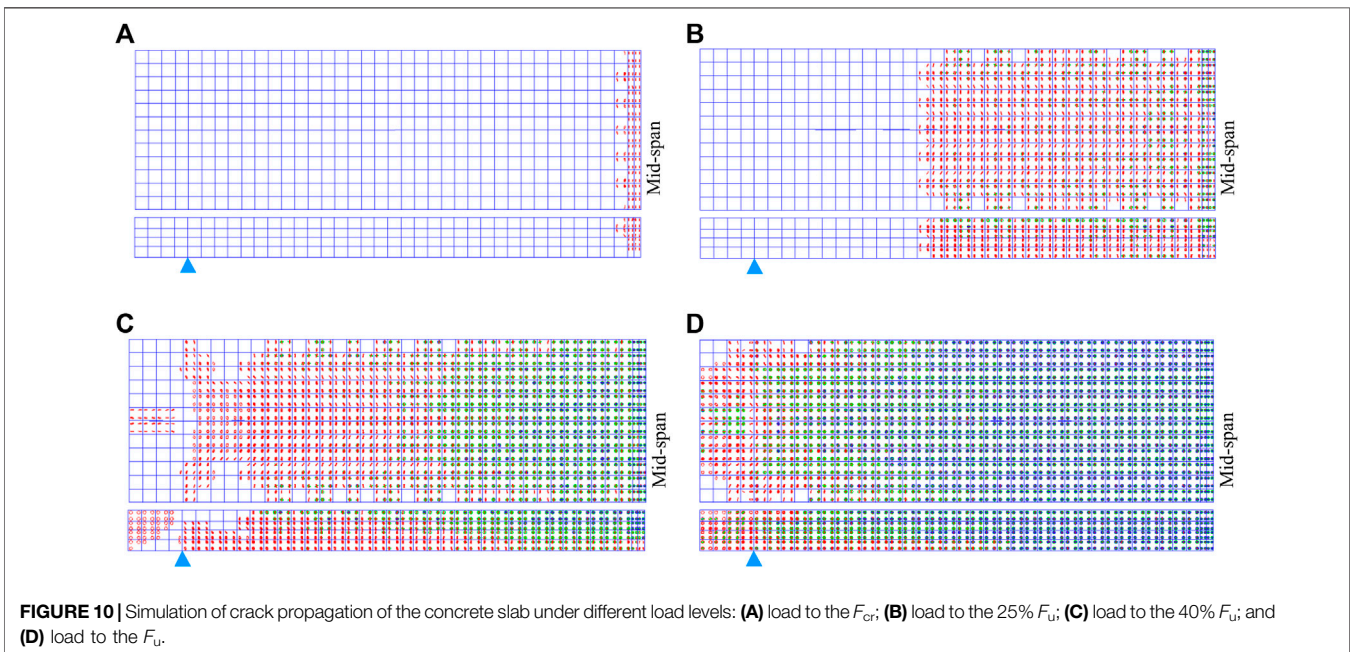 A
Mid-span
B
Mid-span
C
Mid-span
D
Mid-span
FIGURE 10 | Simulation of crack propagation of the concrete slab under different load levels: (A) load to the Fcr; (B) load to the 25% Fu; (C) load to the 40% Fu; and
(D) load to the Fu.